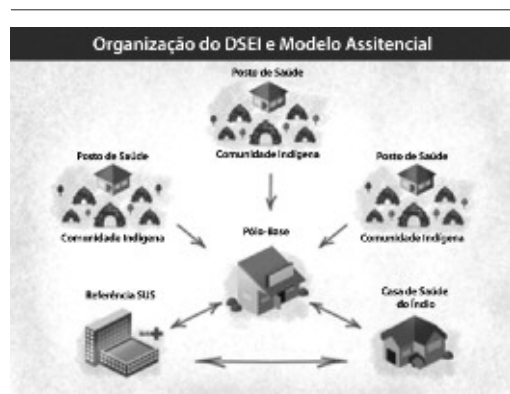 Organização do DSEI e Modelo Assitencial
Posto de Saúde
Comunidade Indígena
Posto de Saúde
Comunidade Indígena
Posto de Saúde
Comunidade Indígena
Pólo-Base
Referência SUS
Casa de Saúde
do Índio